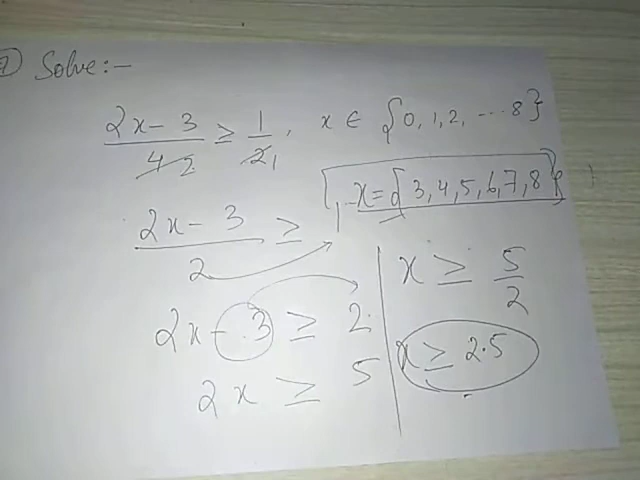 7) Solve:-
2x-3/4 2 ≥ 1/2 1, x ∈ {0, 1, 2, ... 8}
x = {3, 4, 5, 6, 7, 8}
2x-3/2 ≥ 1
2x-3 ≥ 2
2x ≥ 5
x ≥ 5/2
x ≥ 2.5